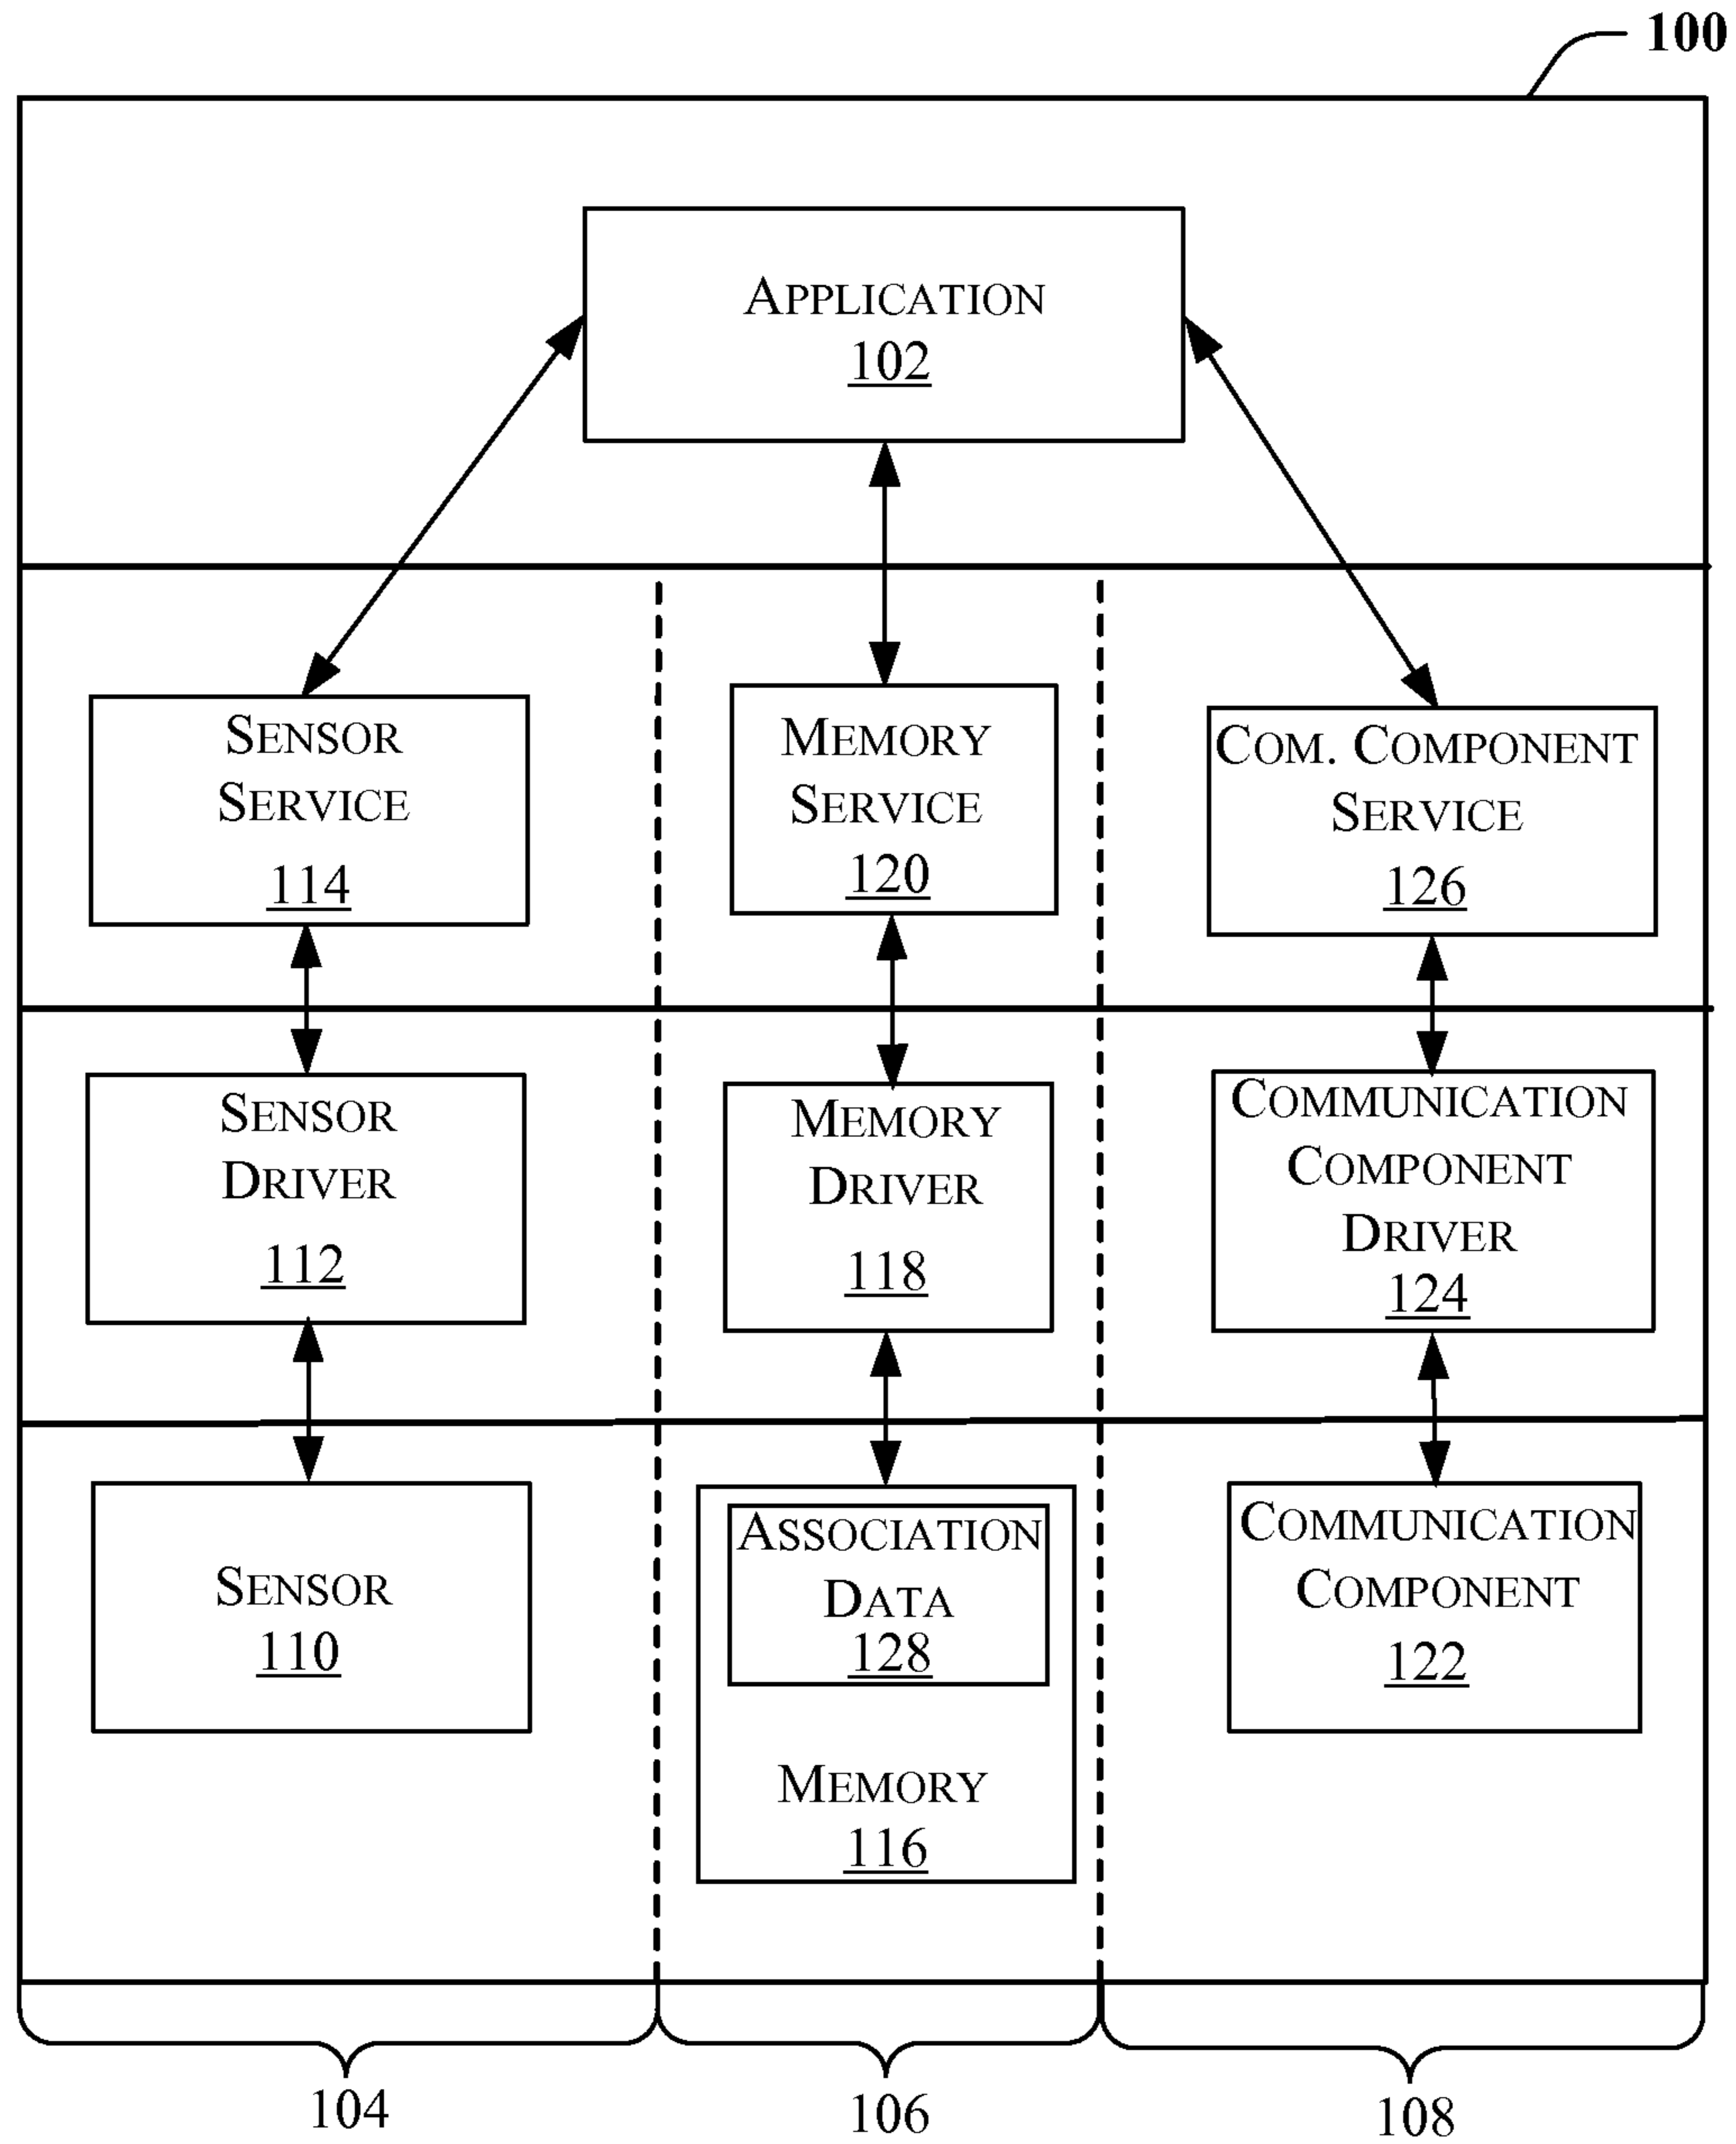 100
APPLICATION
102
SENSOR
SERVICE
114
MEMORY
SERVICE
120
COM. COMPONENT
SERVICE
126
SENSOR
DRIVER
112
MEMORY
DRIVER
118
COMMUNICATION
COMPONENT
DRIVER
124
SENSOR
110
ASSOCIATION
DATA
128
MEMORY
116
COMMUNICATION
COMPONENT
122
104
106
108